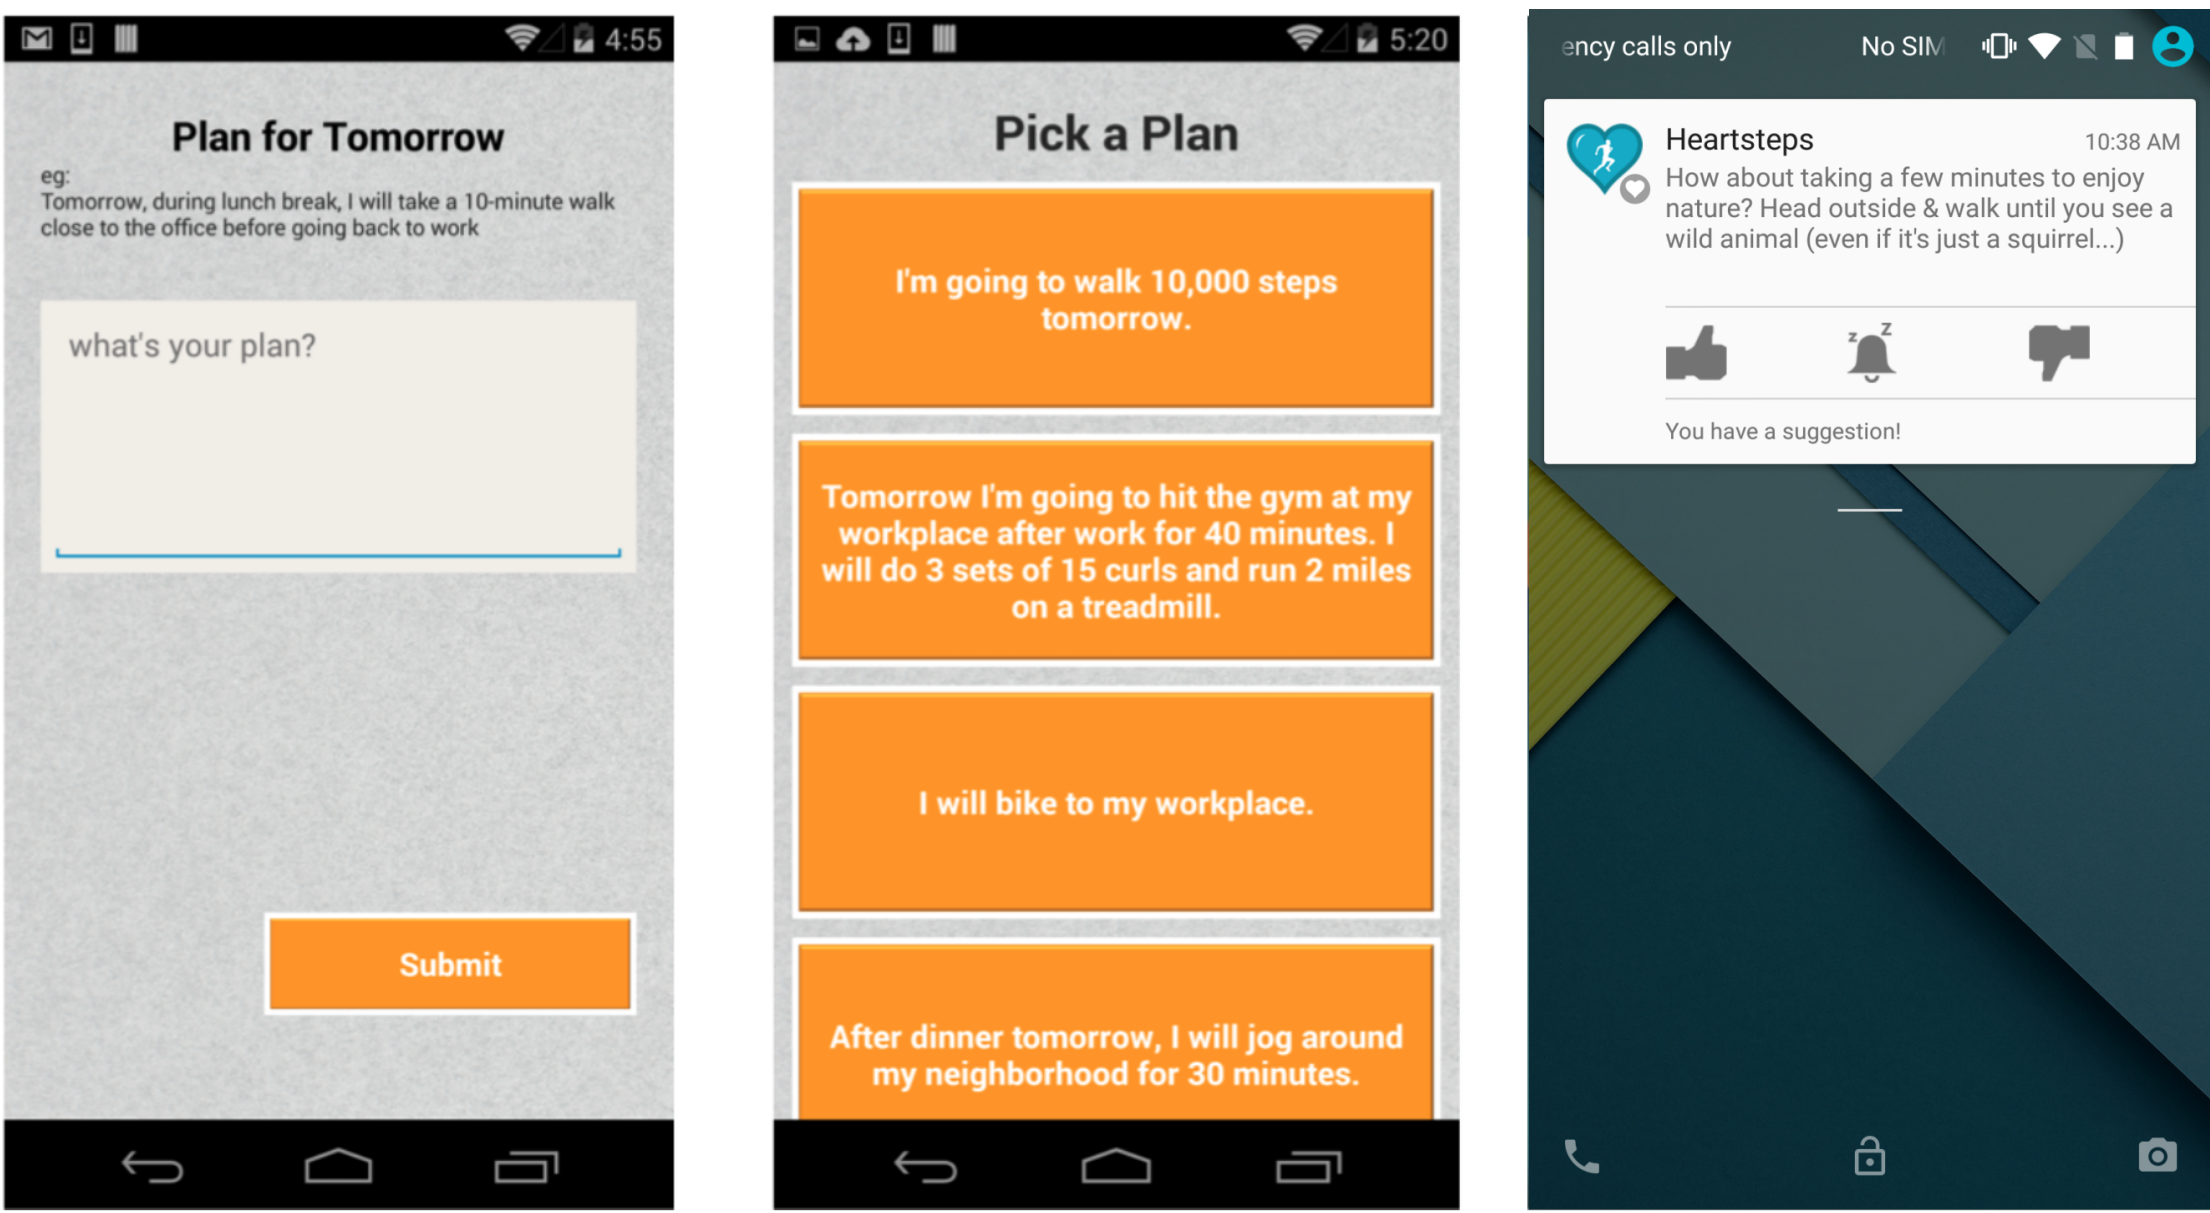 4:55
Plan for Tomorrow
eg:
Tomorrow, during lunch break, I will take a 10-minute walk
close to the office before going back to work
what's your plan?
Submit
5:20
Pick a Plan
I'm going to walk 10,000 steps
tomorrow.
Tomorrow I'm going to hit the gym at my
workplace after work for 40 minutes. I
will do 3 sets of 15 curls and run 2 miles
on a treadmill.
I will bike to my workplace.
After dinner tomorrow, I will jog around
my neighborhood for 30 minutes.
ency calls only No SIM
Heartsteps 10:38 AM
How about taking a few minutes to enjoy
nature? Head outside & walk until you see a
wild animal (even if it's just a squirrel...)
z z
You have a suggestion!